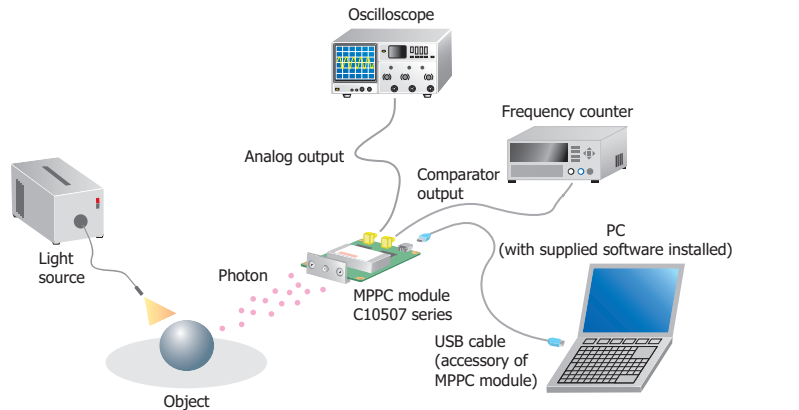 Oscilloscope
Frequency counter
Analog output
Comparator
output
PC
(with supplied software installed)
Light
source
Photon
MPPC module
C10507 series
USB cable
(accessory of
MPPC module)
Object